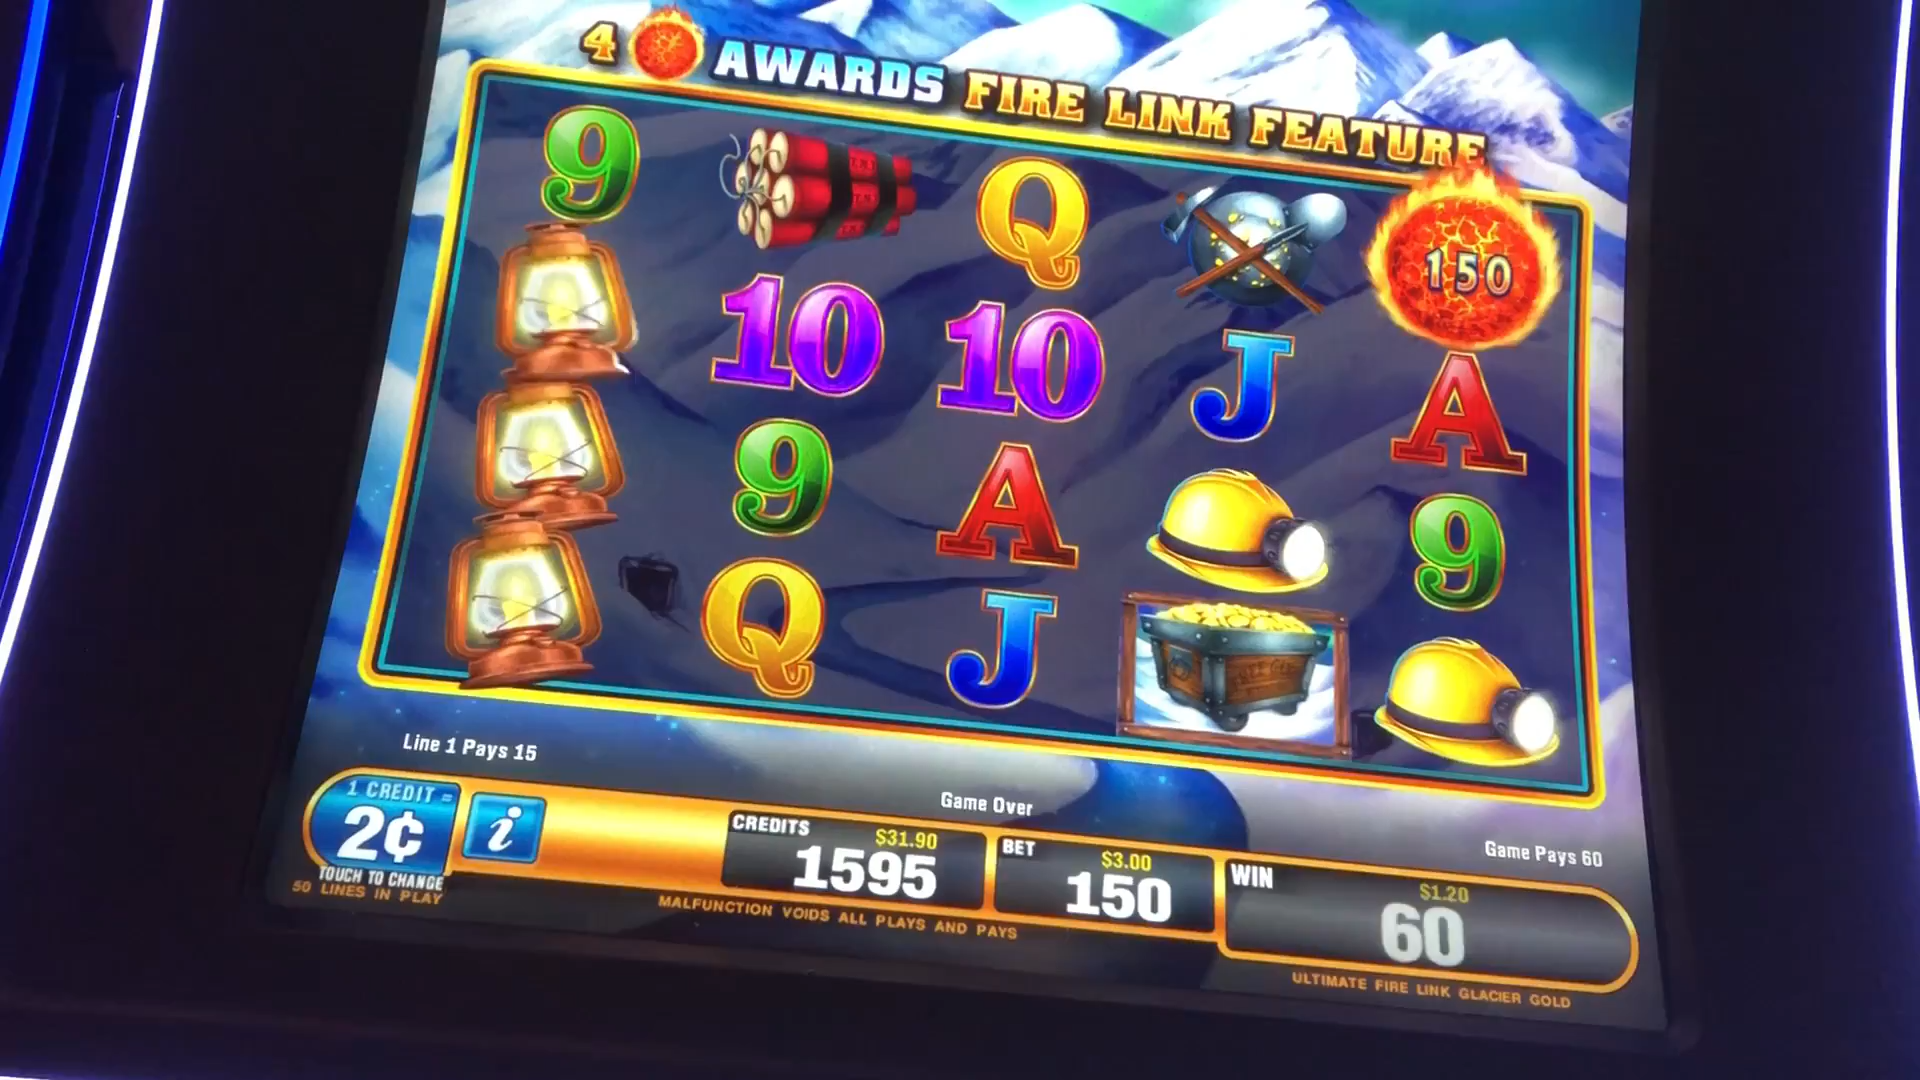 4 AWARDS FIRE LINK FEATURE
9
TNT
TNT
Q
150
10
10
J
A
9
A
9
Q
J
Line 1 Pays 15
Game Over
Game Pays 60
1 CREDIT =
2¢
TOUCH TO CHANGE
50 LINES IN PLAY
i
CREDITS
$31.90
1595
BET
$3.00
150
WIN
$1.20
60
MALFUNCTION VOIDS ALL PLAYS AND PAYS
ULTIMATE FIRE LINK GLACIER GOLD